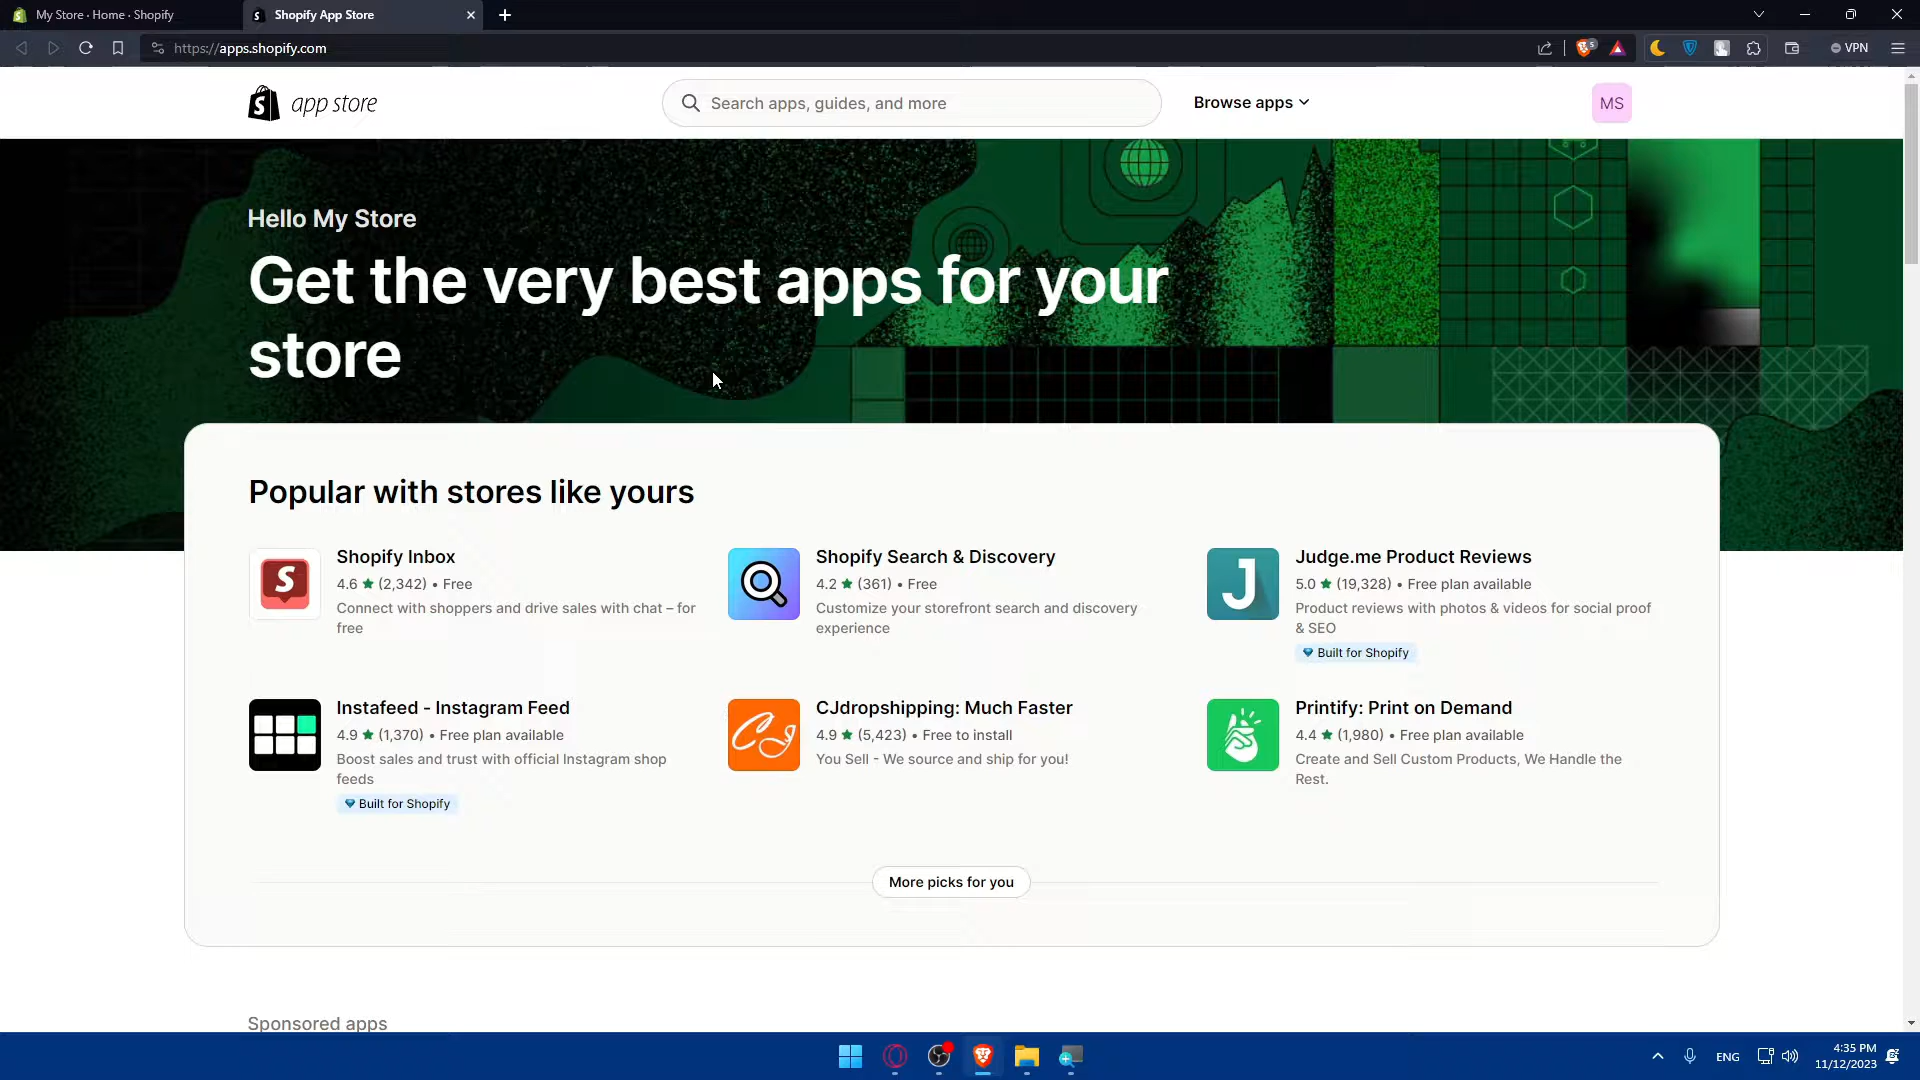 My Store · Home · Shopify
Shopify App Store
https://apps.shopify.com
VPN
app store
Search apps, guides, and more
Browse apps
MS
Hello My Store
Get the very best apps for your
store
Popular with stores like yours
Shopify Inbox
4.6 ★ (2,342) • Free
Connect with shoppers and drive sales with chat – for
free
Shopify Search & Discovery
4.2 ★ (361) • Free
Customize your storefront search and discovery
experience
Judge.me Product Reviews
5.0 ★ (19,328) • Free plan available
Product reviews with photos & videos for social proof
& SEO
Built for Shopify
Instafeed - Instagram Feed
4.9 ★ (1,370) • Free plan available
Boost sales and trust with official Instagram shop
feeds
Built for Shopify
CJdropshipping: Much Faster
4.9 ★ (5,423) • Free to install
You Sell - We source and ship for you!
Printify: Print on Demand
4.4 ★ (1,980) • Free plan available
Create and Sell Custom Products, We Handle the
Rest.
More picks for you
Sponsored apps
ENG
4:35 PM
11/12/2023